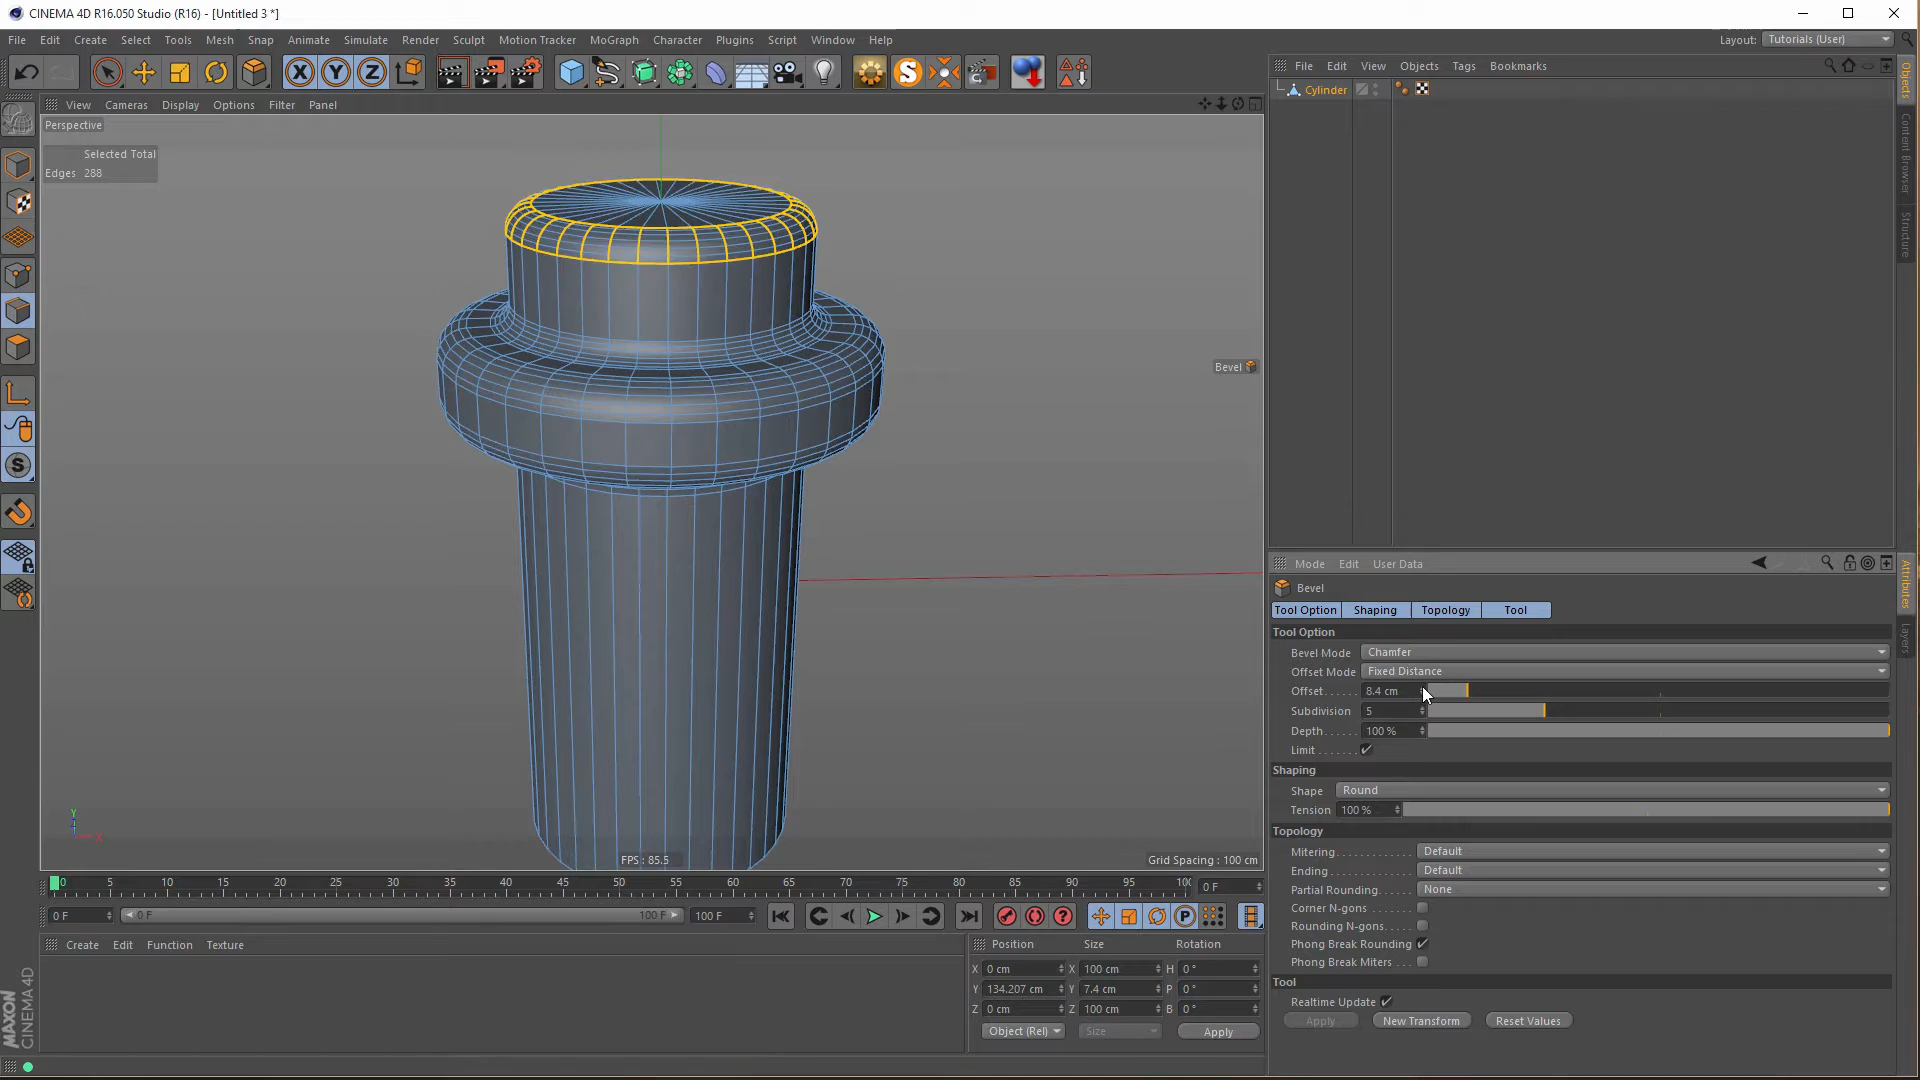 CINEMA 4D R16.050 Studio (R16) - [Untitled 3 *]
File Edit Create Select Tools Mesh Snap Animate Simulate Render Sculpt Motion Tracker MoGraph Character Plugins Script Window Help
Layout: Tutorials (User)
View Cameras Display Options Filter Panel
File Edit View Objects Tags Bookmarks
Cylinder
Perspective
Selected Total
Edges 288
Bevel
Objects
Content Browser
Structure
Mode Edit User Data
Bevel
Tool Option Shaping Topology Tool
Tool Option
Bevel Mode Chamfer
Offset Mode Fixed Distance
Offset . . . . . 8.4 cm
Subdivision 5
Depth . . . . . 100 %
Limit . . . . . . .
Shaping
Shape Round
Tension 100 %
Topology
Mitering . . . . . . . . . . . . Default
Ending . . . . . . . . . . . . . Default
Partial Rounding . . . . . None
Corner N-gons . . . . . . .
Rounding N-gons . . . .
Phong Break Rounding
Phong Break Miters . . .
Tool
Realtime Update
Apply New Transform Reset Values
Attributes
Layers
Y
X
FPS : 85.5
Grid Spacing : 100 cm
0 5 10 15 20 25 30 35 40 45 50 55 60 65 70 75 80 85 90 95 100 0 F
0 F 0 F 100 F 100 F
P
Create Edit Function Texture
Position Size Rotation
X 0 cm X 100 cm H 0 °
Y 134.207 cm Y 7.4 cm P 0 °
Z 0 cm Z 100 cm B 0 °
Object (Rel) Size Apply
MAXON
CINEMA 4D